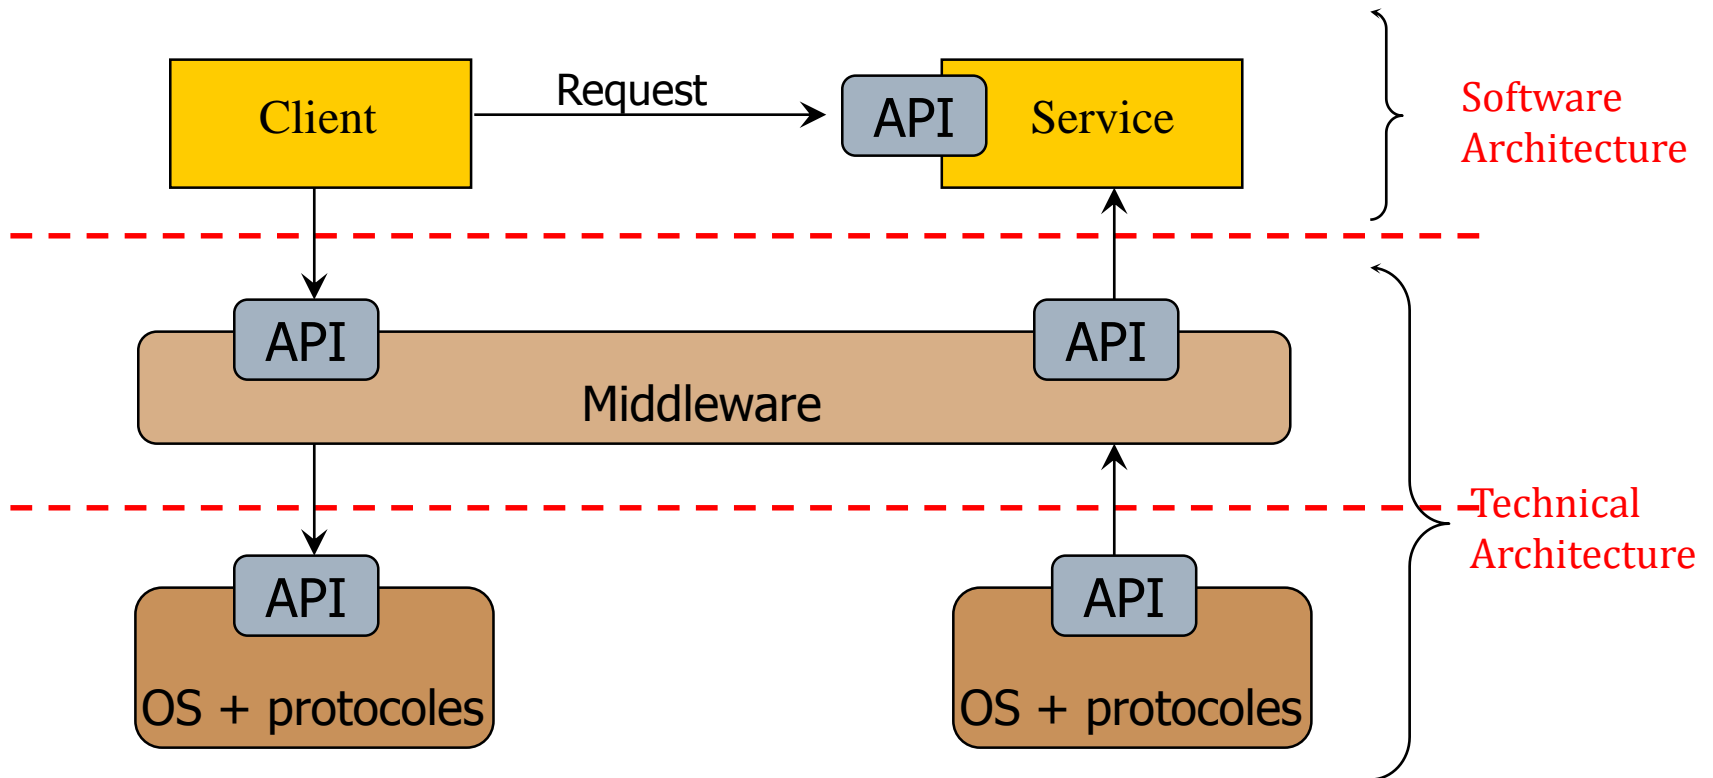 Request
Client
API
Service
Software
Architecture
API
API
Middleware
Technical
Architecture
API
API
OS + protocoles
OS + protocoles